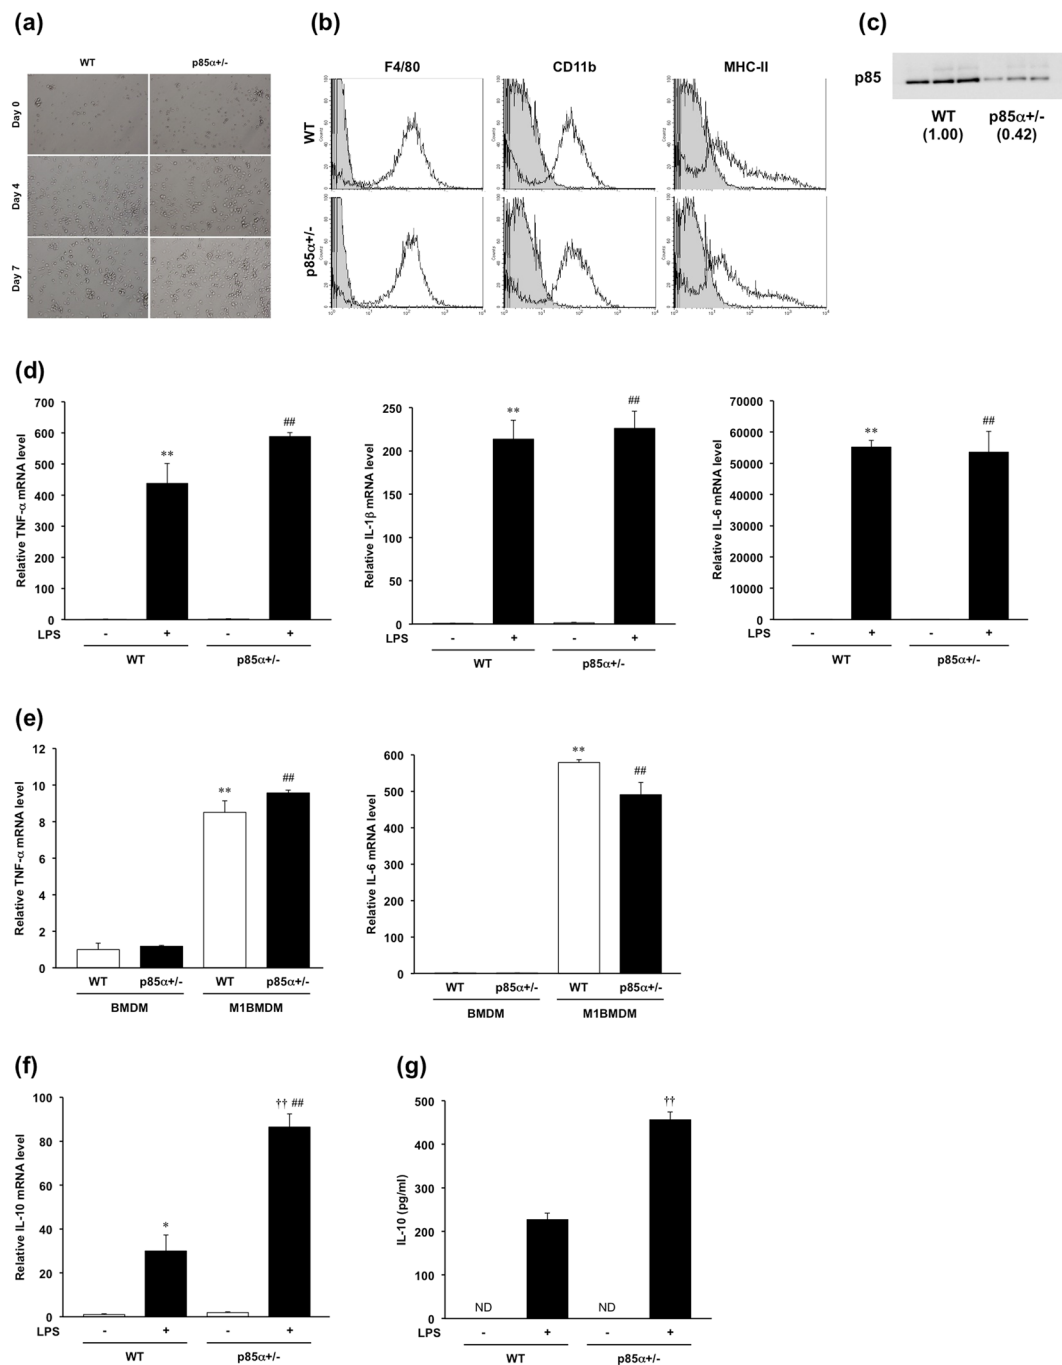 (a)
WT
p85α+/-
Day 0
Day 4
Day 7
(b)
F4/80
CD11b
MHC-II
WT
p85α+/-
Counts
(c)
p85
WT
p85α+/-
(1.00)
(0.42)
(d)
Relative TNF-α mRNA level
700
600
500
400
300
200
100
0
**
##
LPS
-
+
-
+
WT
p85α+/-
Relative IL-1β mRNA level
250
200
150
100
50
0
**
##
LPS
-
+
-
+
WT
p85α+/-
Relative IL-6 mRNA level
70000
60000
50000
40000
30000
20000
10000
0
**
##
LPS
-
+
-
+
WT
p85α+/-
(e)
Relative TNF-α mRNA level
12
10
8
6
4
2
0
**
##
WT
p85α+/-
WT
p85α+/-
BMDM
M1BMDM
Relative IL-6 mRNA level
600
500
400
300
200
100
0
**
##
WT
p85α+/-
WT
p85α+/-
BMDM
M1BMDM
(f)
Relative IL-10 mRNA level
100
80
60
40
20
0
*
†† ##
LPS
-
+
-
+
WT
p85α+/-
(g)
IL-10 (pg/ml)
500
400
300
200
100
0
ND
ND
††
LPS
-
+
-
+
WT
p85α+/-